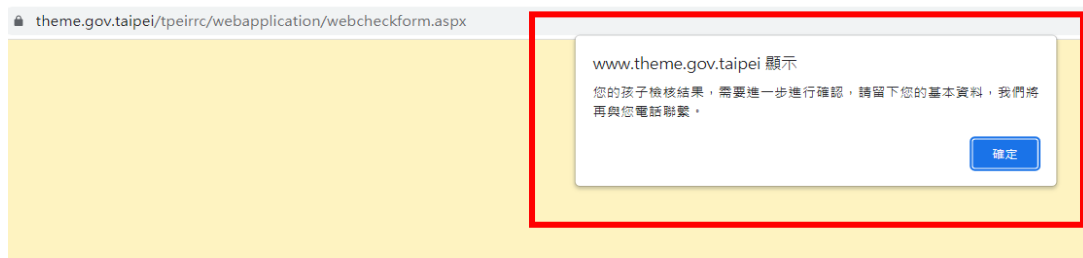 theme.gov.taipei/tpeirrc/webapplication/webcheckform.aspx
www.theme.gov.taipei 顯示
您的孩子檢核結果，需要進一步進行確認，請留下您的基本資料，我們將
再與您電話聯繫。
確定